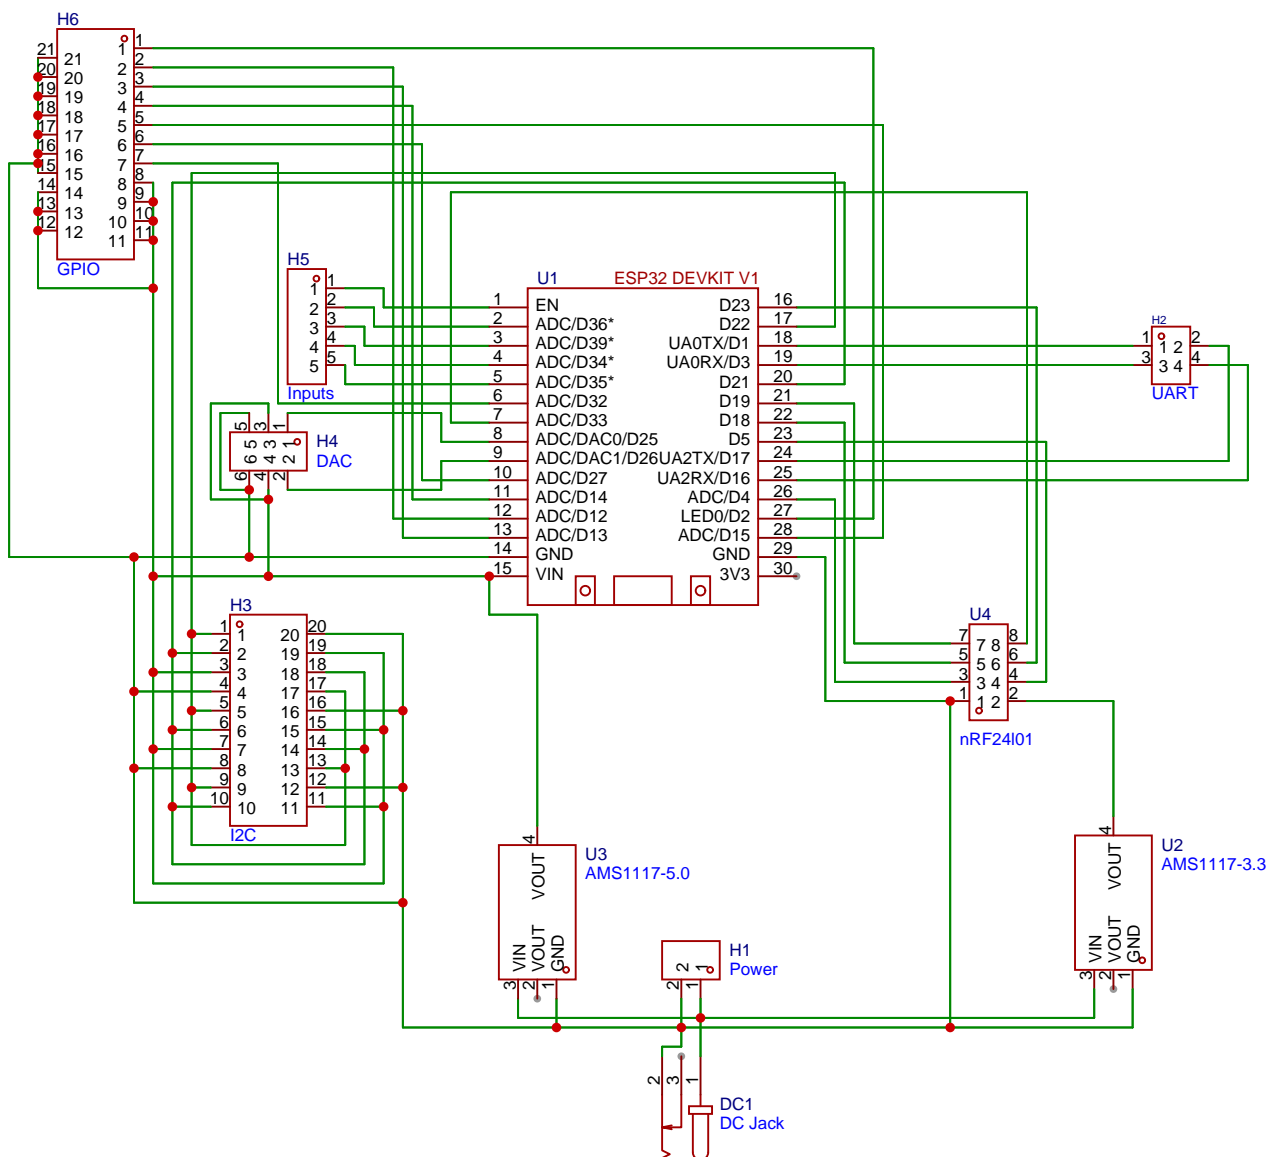 H6
1
2
3
4
5
6
7
8
9
10
11
21
20
19
18
17
16
15
14
13
12
21
20
19
18
17
16
15
14
13
12
1
2
3
4
5
6
7
8
9
10
11
GPIO
H5
1
2
3
4
5
1
2
3
4
5
Inputs
U1
ESP32 DEVKIT V1
1 EN
2 ADC/D36*
3 ADC/D39*
4 ADC/D34*
5 ADC/D35*
6 ADC/D32
7 ADC/D33
8 ADC/DAC0/D25
9 ADC/DAC1/D26
10 ADC/D27
11 ADC/D14
12 ADC/D12
13 ADC/D13
14 GND
15 VIN
D23 16
D22 17
UA0TX/D1 18
UA0RX/D3 19
D21 20
D19 21
D18 22
D5 23
UA2TX/D17 24
UA2RX/D16 25
ADC/D4 26
LED0/D2 27
ADC/D15 28
GND 29
3V3 30
H2
1 1 2 2
3 3 4 4
UART
5 3 1
5 3 1
6 4 2
6 4 2
H4
DAC
H3
1 1 20 20
2 2 19 19
3 3 18 18
4 4 17 17
5 5 16 16
6 6 15 15
7 7 14 14
8 8 13 13
9 9 12 12
10 10 11 11
I2C
U4
7 7 8 8
5 5 6 6
3 3 4 4
1 1 2 2
nRF24l01
U3
AMS1117-5.0
4
VOUT
VIN VOUT GND
3 2 1
H1
Power
2 1
2 1
U2
AMS1117-3.3
4
VOUT
VIN VOUT GND
3 2 1
2 3 1
DC1
DC Jack